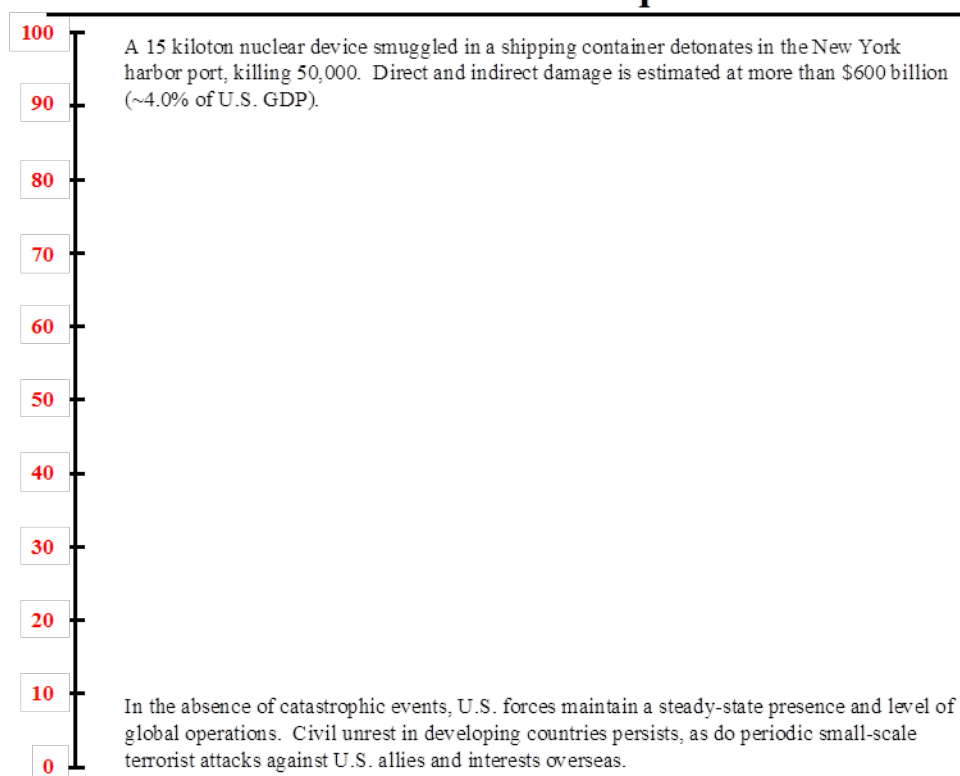 100
A 15 kiloton nuclear device smuggled in a shipping container detonates in the New York
harbor port, killing 50,000. Direct and indirect damage is estimated at more than $600 billion
90
(~4.0% of U.S. GDP).
80
70
60
50
40
30
20
10
In the absence of catastrophic events, U.S. forces maintain a steady-state presence and level of
global operations. Civil unrest in developing countries persists, as do periodic small-scale
0
terrorist attacks against U.S. allies and interests overseas.